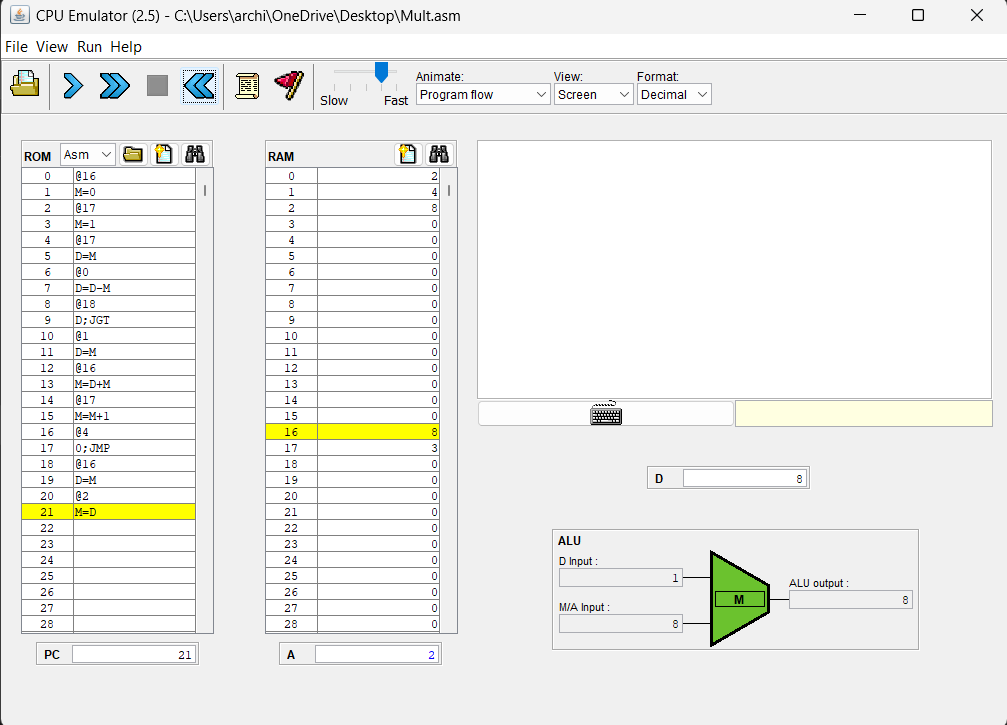 CPU Emulator (2.5) - C:\Users\archi\OneDrive\Desktop\Mult.asm
File View Run Help
Slow Fast
Animate: View: Format:
Program flow Screen Decimal
ROM Asm
0 @16
1 M=0
2 @17
3 M=1
4 @17
5 D=M
6 @0
7 D=D-M
8 @18
9 D;JGT
10 @1
11 D=M
12 @16
13 M=D+M
14 @17
15 M=M+1
16 @4
17 0;JMP
18 @16
19 D=M
20 @2
21 M=D
22
23
24
25
26
27
28
PC 21
RAM
0 2
1 4
2 8
3 0
4 0
5 0
6 0
7 0
8 0
9 0
10 0
11 0
12 0
13 0
14 0
15 0
16 8
17 3
18 0
19 0
20 0
21 0
22 0
23 0
24 0
25 0
26 0
27 0
28 0
A 2
D 8
ALU
D Input :
1
M/A Input :
8
M
ALU output :
8